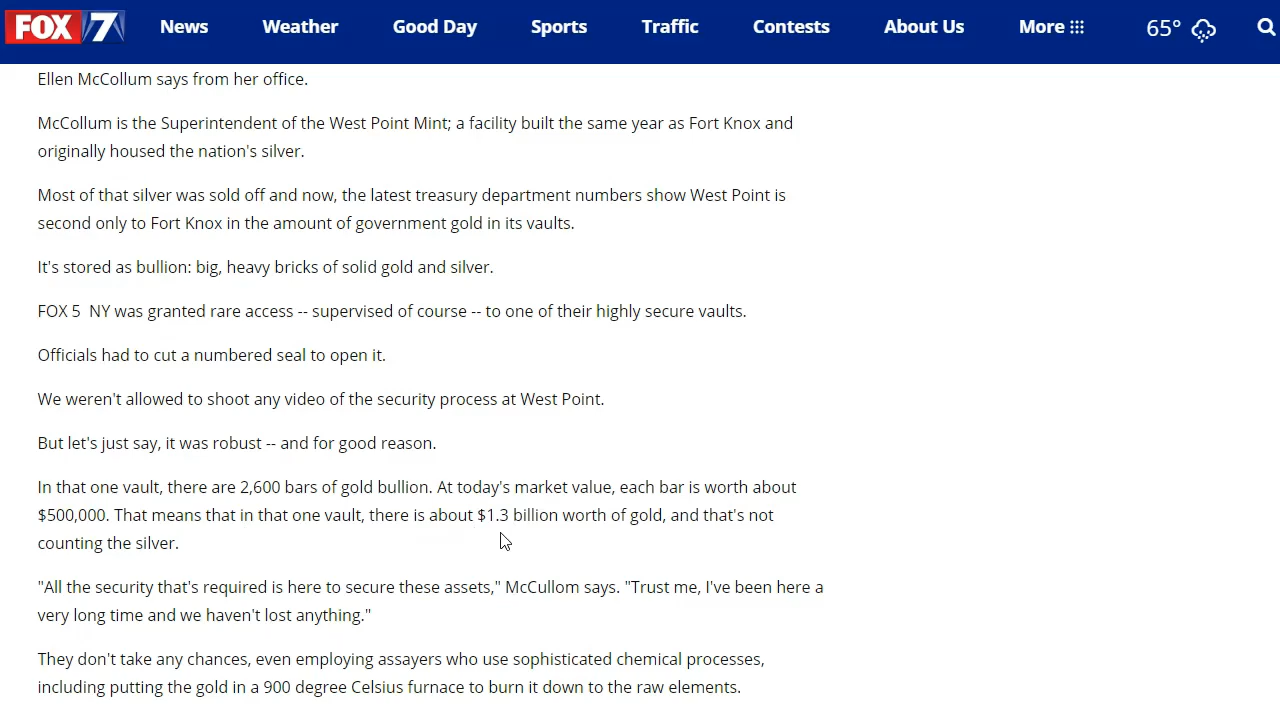 FOX 7 News Weather Good Day Sports Traffic Contests About Us More 65°
Ellen McCollum says from her office.
McCollum is the Superintendent of the West Point Mint; a facility built the same year as Fort Knox and
originally housed the nation's silver.
Most of that silver was sold off and now, the latest treasury department numbers show West Point is
second only to Fort Knox in the amount of government gold in its vaults.
It's stored as bullion: big, heavy bricks of solid gold and silver.
FOX 5  NY was granted rare access -- supervised of course -- to one of their highly secure vaults.
Officials had to cut a numbered seal to open it.
We weren't allowed to shoot any video of the security process at West Point.
But let's just say, it was robust -- and for good reason.
In that one vault, there are 2,600 bars of gold bullion. At today's market value, each bar is worth about
$500,000. That means that in that one vault, there is about $1.3 billion worth of gold, and that's not
counting the silver.
"All the security that's required is here to secure these assets," McCullom says. "Trust me, I've been here a
very long time and we haven't lost anything."
They don't take any chances, even employing assayers who use sophisticated chemical processes,
including putting the gold in a 900 degree Celsius furnace to burn it down to the raw elements.